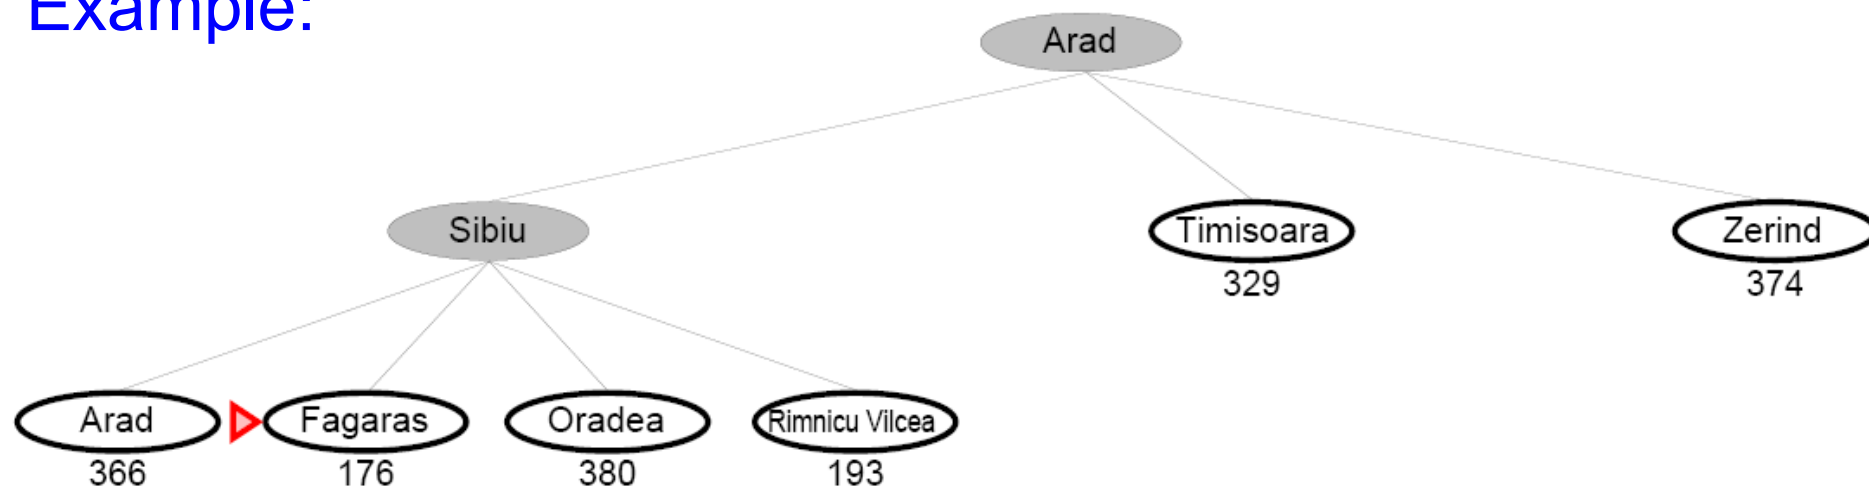 Example:
Arad
Sibiu Timisoara Zerind
329 374
Arad Fagaras Oradea Rimnicu Vilcea
366 176 380 193